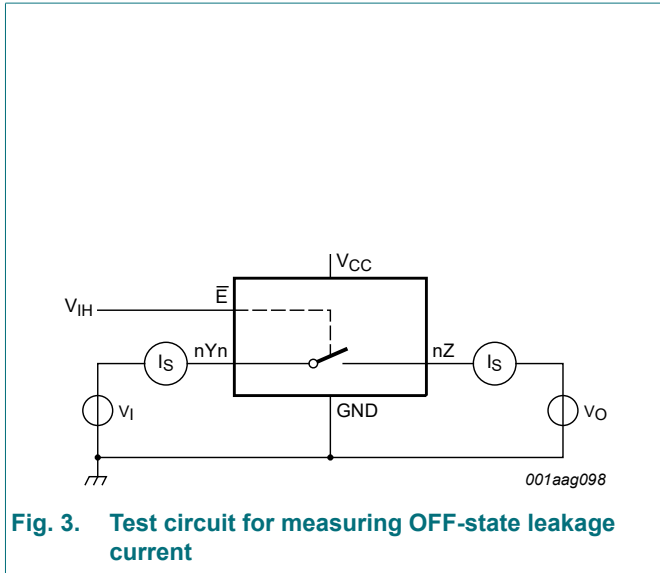 VCC
E̅
VIH
nYn
nZ
IS
IS
VI
GND
VO
001aag098
Fig. 3. Test circuit for measuring OFF-state leakage
current